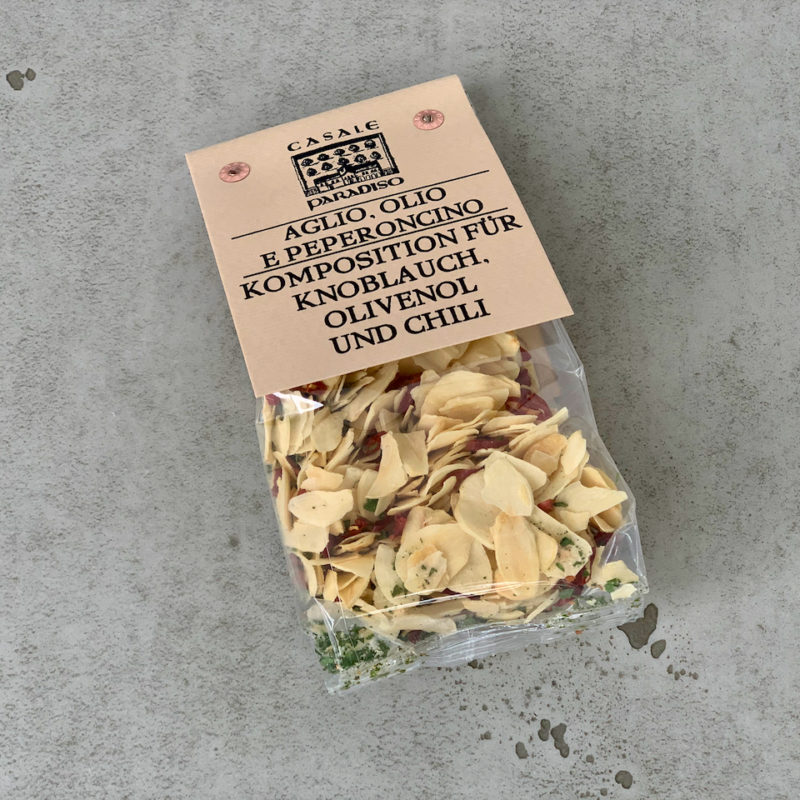 CASALE
PARADISO
AGLIO, OLIO
E PEPERONCINO
KOMPOSITION FÜR
KNOBLAUCH,
OLIVENOL
UND CHILI